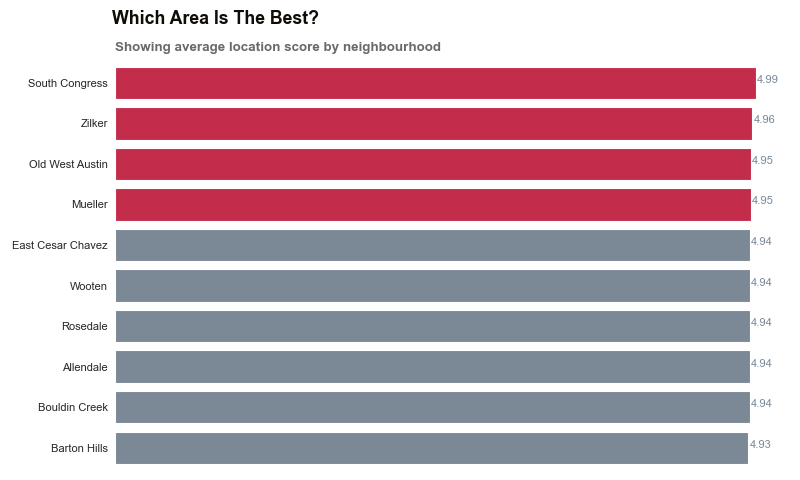 Which Area Is The Best?
Showing average location score by neighbourhood
South Congress 4.99
Zilker 4.96
Old West Austin 4.95
Mueller 4.95
East Cesar Chavez 4.94
Wooten 4.94
Rosedale 4.94
Allendale 4.94
Bouldin Creek 4.94
Barton Hills 4.93